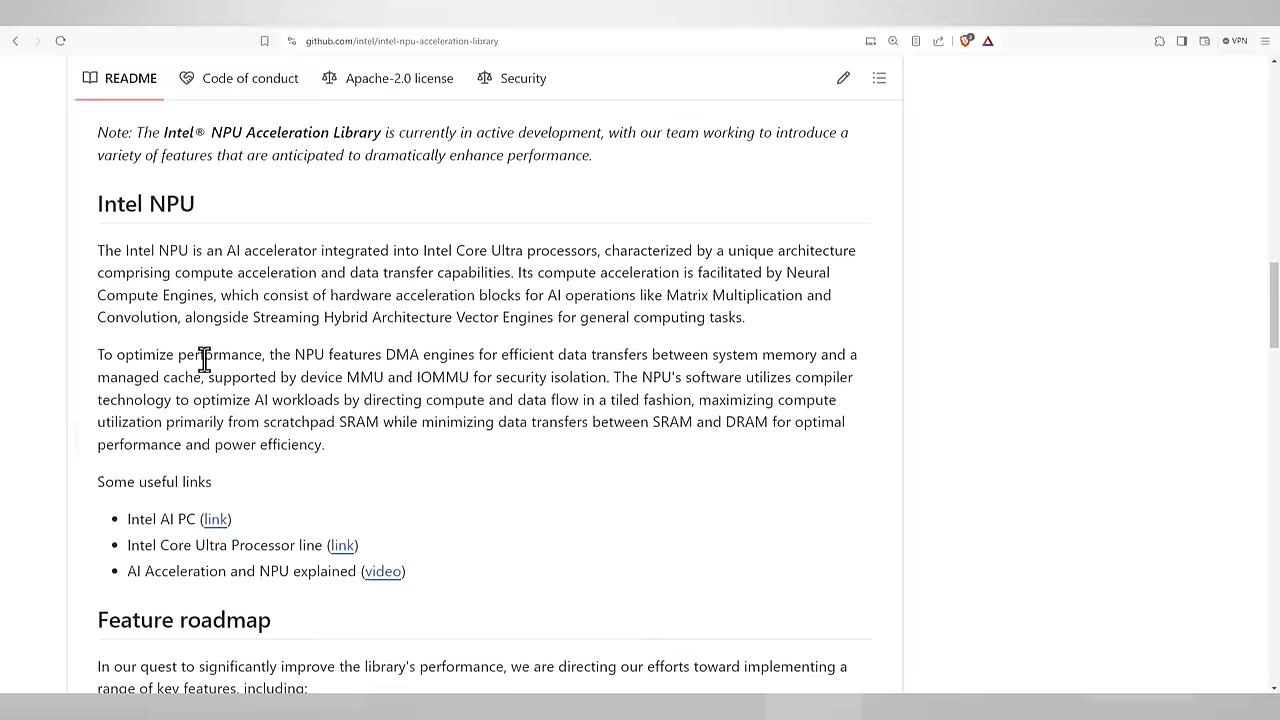 github.com/intel/intel-npu-acceleration-library
2
VPN
README
Code of conduct
Apache-2.0 license
Security
Note: The Intel® NPU Acceleration Library is currently in active development, with our team working to introduce a
variety of features that are anticipated to dramatically enhance performance.
Intel NPU
The Intel NPU is an AI accelerator integrated into Intel Core Ultra processors, characterized by a unique architecture
comprising compute acceleration and data transfer capabilities. Its compute acceleration is facilitated by Neural
Compute Engines, which consist of hardware acceleration blocks for AI operations like Matrix Multiplication and
Convolution, alongside Streaming Hybrid Architecture Vector Engines for general computing tasks.
To optimize performance, the NPU features DMA engines for efficient data transfers between system memory and a
managed cache, supported by device MMU and IOMMU for security isolation. The NPU's software utilizes compiler
technology to optimize AI workloads by directing compute and data flow in a tiled fashion, maximizing compute
utilization primarily from scratchpad SRAM while minimizing data transfers between SRAM and DRAM for optimal
performance and power efficiency.
Some useful links
• Intel AI PC (link)
• Intel Core Ultra Processor line (link)
• AI Acceleration and NPU explained (video)
Feature roadmap
In our quest to significantly improve the library's performance, we are directing our efforts toward implementing a
range of key features, including: